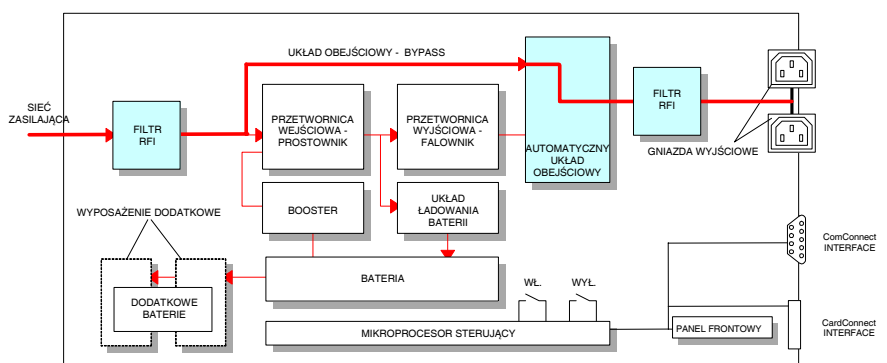 UKŁAD OBEJŚCIOWY - BYPASS
SIEĆ
ZASILAJĄCA
FILTR
RFI
PRZETWORNICA
WEJŚCIOWA -
PROSTOWNIK
PRZETWORNICA
WYJŚCIOWA -
FALOWNIK
AUTOMATYCZNY
UKŁAD
OBEJŚCIOWY
FILTR
RFI
GNIAZDA WYJŚCIOWE
WYPOSAŻENIE DODATKOWE
BOOSTER
UKŁAD
ŁADOWANIA
BATERII
ComConnect
INTERFACE
BATERIA
DODATKOWE
BATERIE
WŁ.
WYŁ.
MIKROPROCESOR STERUJĄCY
PANEL FRONTOWY
CardConnect
INTERFACE